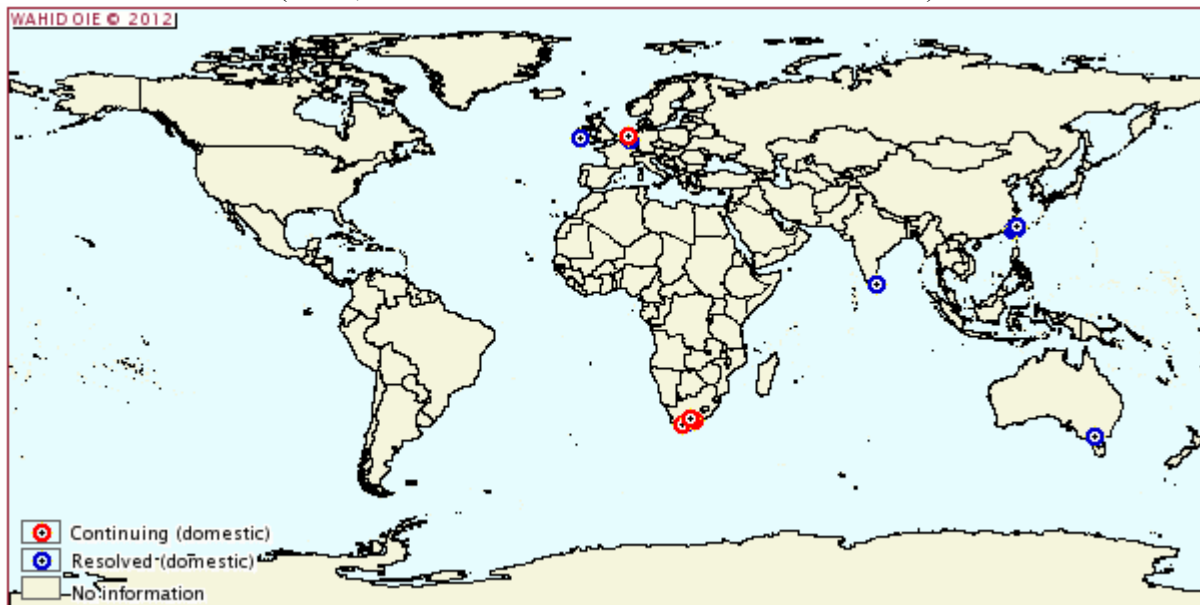 WAHID OIE © 2012
Continuing (domestic)
Resolved (domestic)
No information